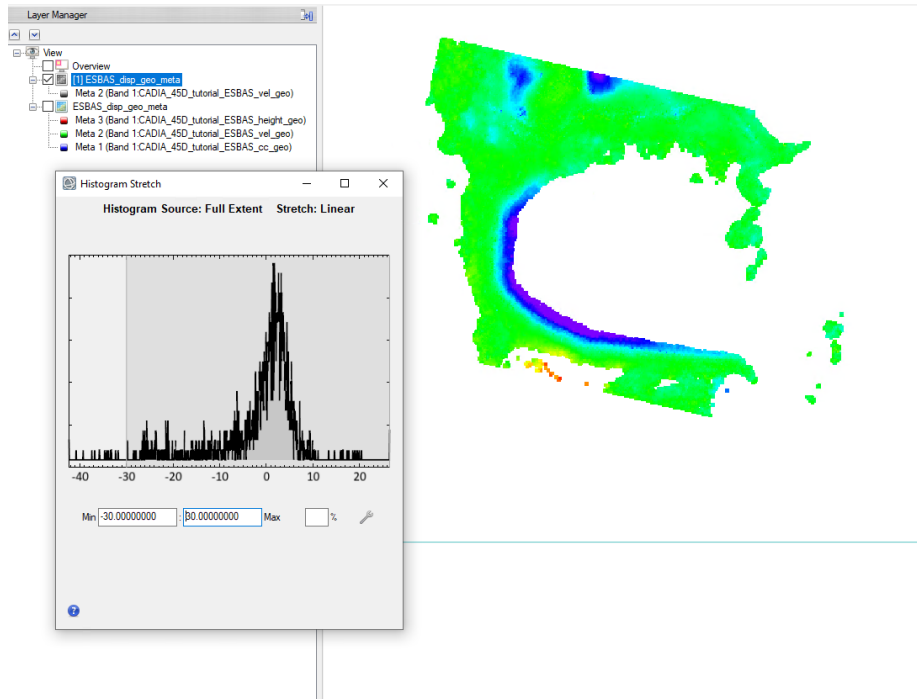 Layer Manager
View
Overview
[1] ESBAS_disp_geo_meta
Meta 2 (Band 1:CADIA_45D_tutorial_ESBAS_vel_geo)
ESBAS_disp_geo_meta
Meta 3 (Band 1:CADIA_45D_tutorial_ESBAS_height_geo)
Meta 2 (Band 1:CADIA_45D_tutorial_ESBAS_vel_geo)
Meta 1 (Band 1:CADIA_45D_tutorial_ESBAS_cc_geo)
Histogram Stretch
Histogram Source: Full Extent Stretch: Linear
-40 -30 -20 -10 0 10 20
Min -30.00000000 : 30.00000000 Max %
?